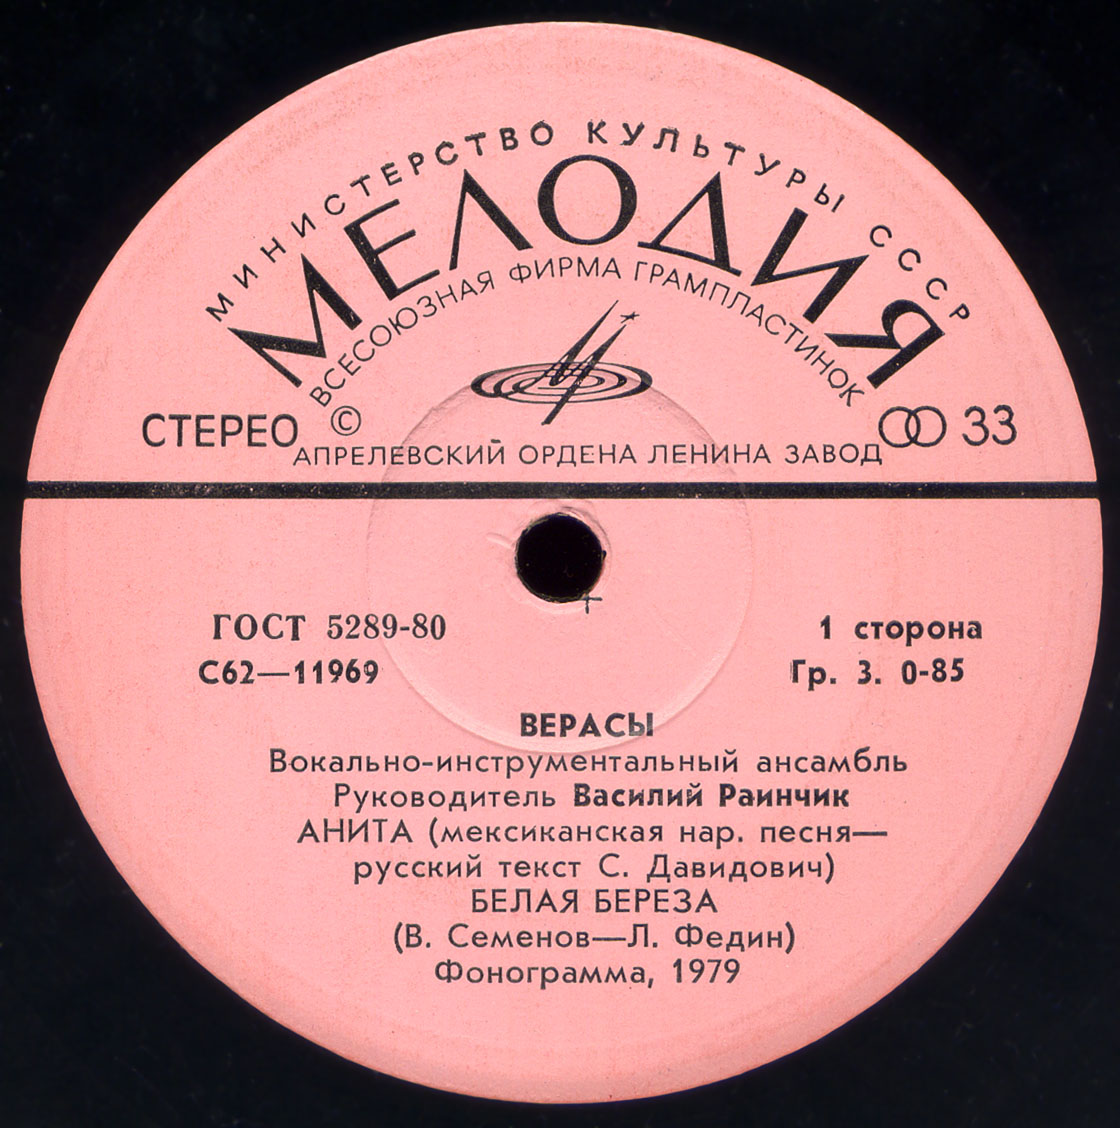 МИНИСТЕРСТВО КУЛЬТУРЫ СССР
МЕЛОДИЯ
ВСЕСОЮЗНАЯ ФИРМА ГРАМПЛАСТИНОК
СТЕРЕО © 33
АПРЕЛЕВСКИЙ ОРДЕНА ЛЕНИНА ЗАВОД
ГОСТ 5289-80 1 сторона
С62—11969 Гр. 3. 0-85
ВЕРАСЫ
Вокально-инструментальный ансамбль
Руководитель Василий Раинчик
АНИТА (мексиканская нар. песня—
русский текст С. Давидович)
БЕЛАЯ БЕРЕЗА
(В. Семенов—Л. Федин)
Фонограмма, 1979